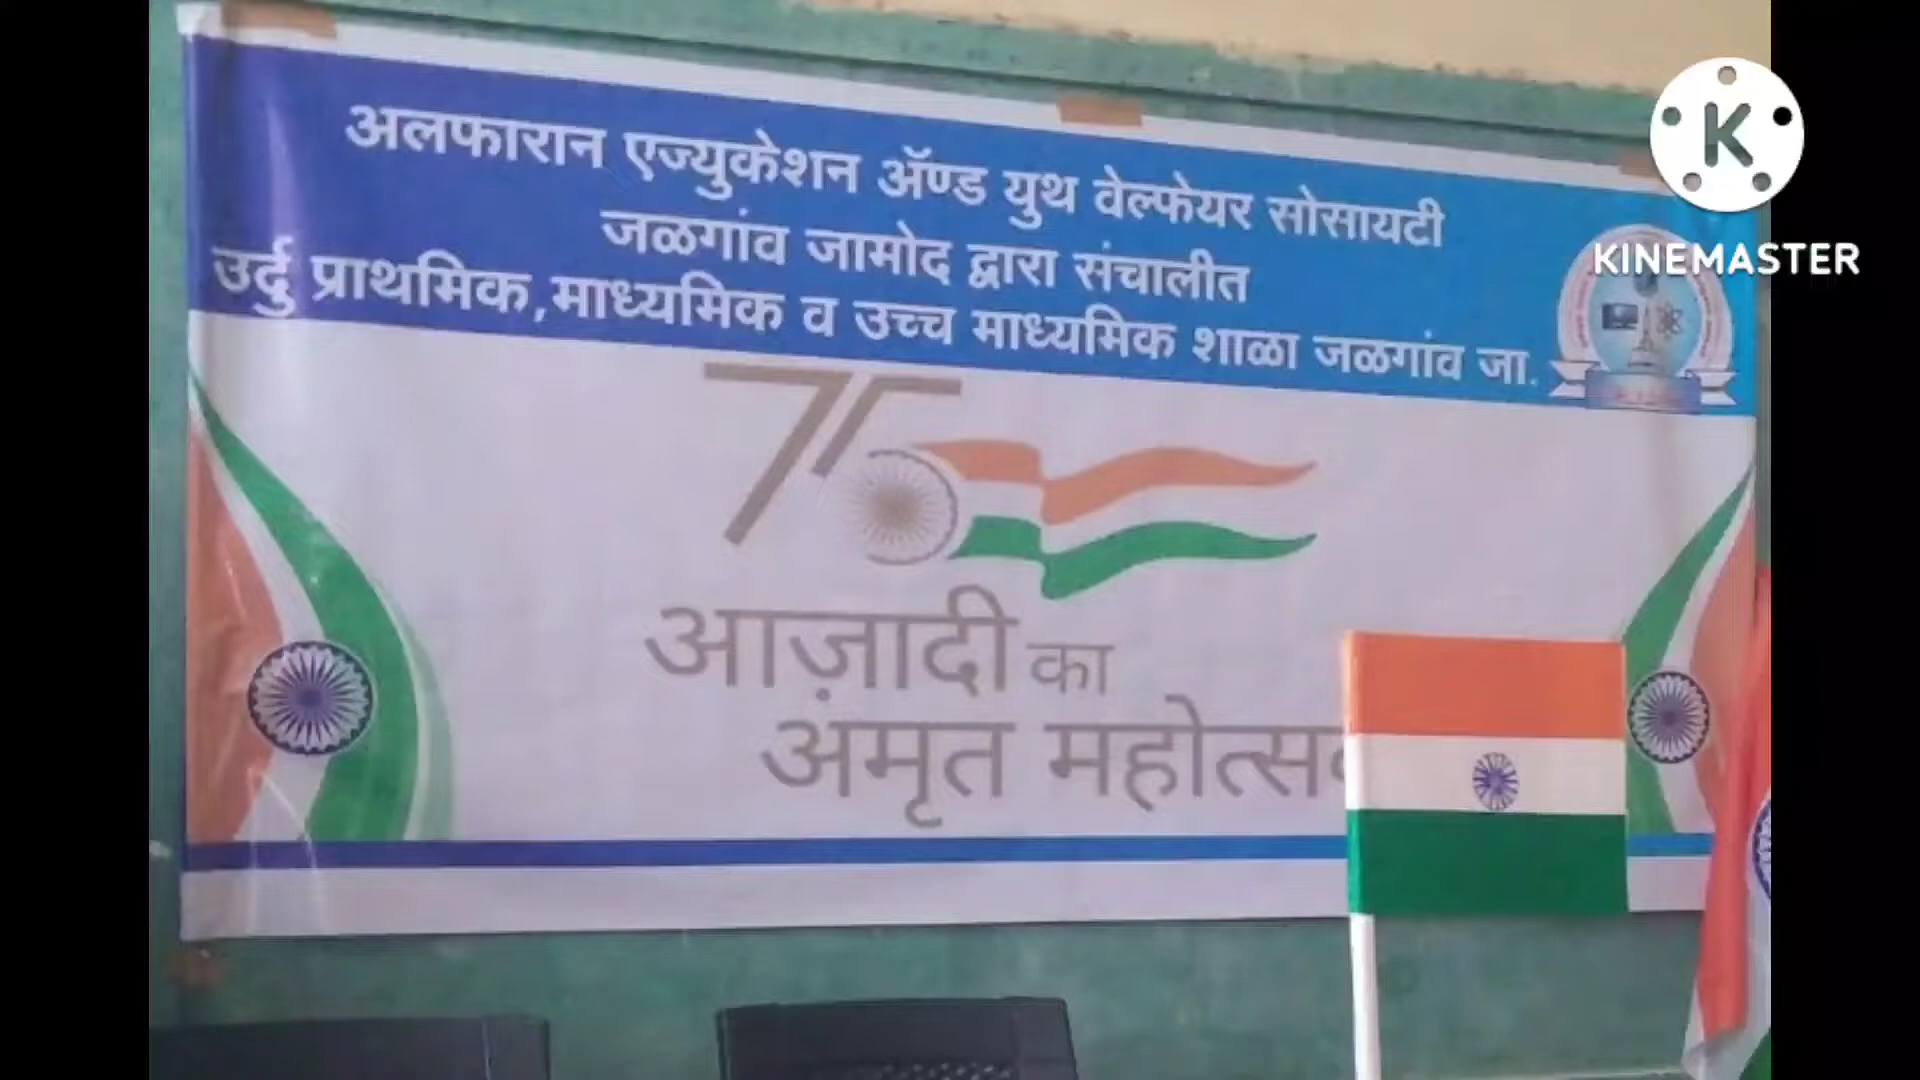 अलफारान एज्युकेशन ॲण्ड युथ वेल्फेयर सोसायटी
जळगांव जामोद द्वारा संचालीत
उर्दु प्राथमिक,माध्यमिक व उच्च माध्यमिक शाळा जळगांव जा.
75
आज़ादी का
अमृत महोत्सव
K
KINEMASTER